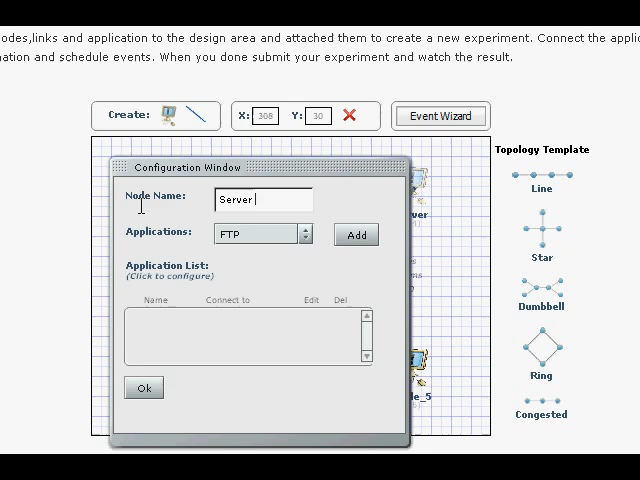 odes,links and application to the design area and attached them to create a new experiment. Connect the applic
nation and schedule events. When you done submit your experiment and watch the result.
Create:
X: 308 Y: 30
Event Wizard
Topology Template
Configuration Window
Node Name: Server
ver
Line
Applications: FTP Add
Star
Application List:
(Click to configure)
Name Connect to Edit Del
Dumbbell
Ring
Ok
le_5
Congested